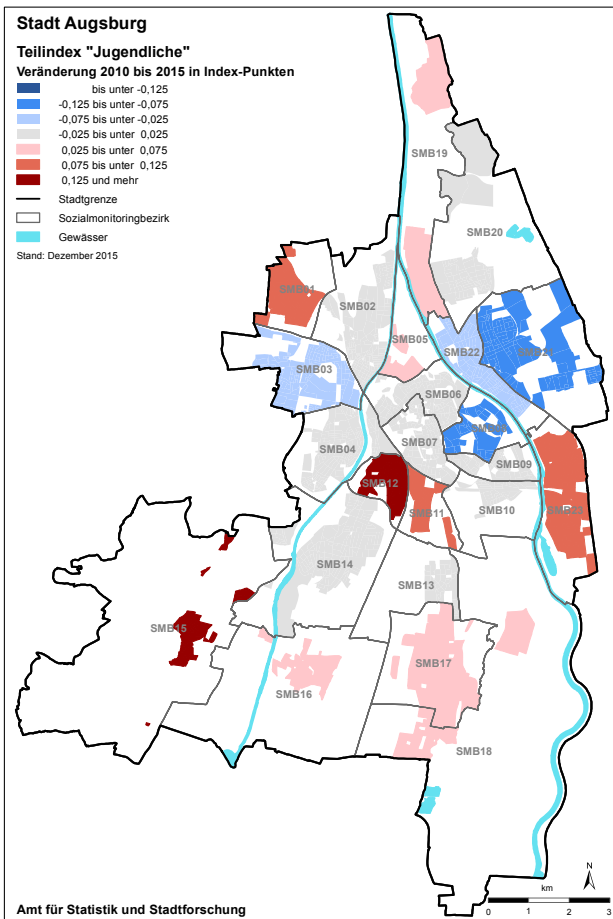 Stadt Augsburg
Teilindex "Jugendliche"
Veränderung 2010 bis 2015 in Index-Punkten
bis unter -0,125
-0,125 bis unter -0,075
-0,075 bis unter -0,025
-0,025 bis unter 0,025
0,025 bis unter 0,075
0,075 bis unter 0,125
0,125 und mehr
Stadtgrenze
Sozialmonitoringbezirk
Gewässer
Stand: Dezember 2015
SMB19
SMB20
SMB01
SMB02
SMB05
SMB22
SMB03
SMB06
SMB04
SMB07
SMB09
SMB12
SMB11
SMB10
SMB23
SMB14
SMB13
SMB15
SMB17
SMB16
SMB18
N
km
0 1 2 3
Amt für Statistik und Stadtforschung